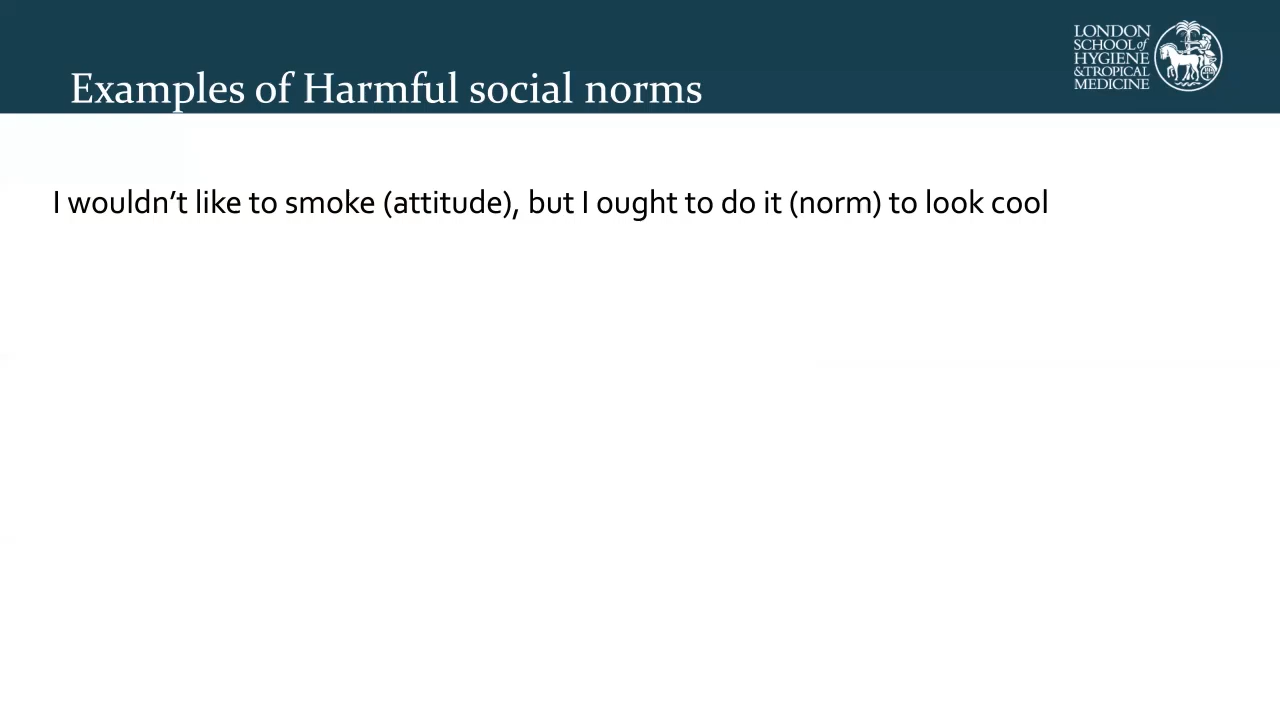 LONDON
SCHOOL of
HYGIENE
&TROPICAL
MEDICINE
Examples of Harmful social norms
I wouldn’t like to smoke (attitude), but I ought to do it (norm) to look cool